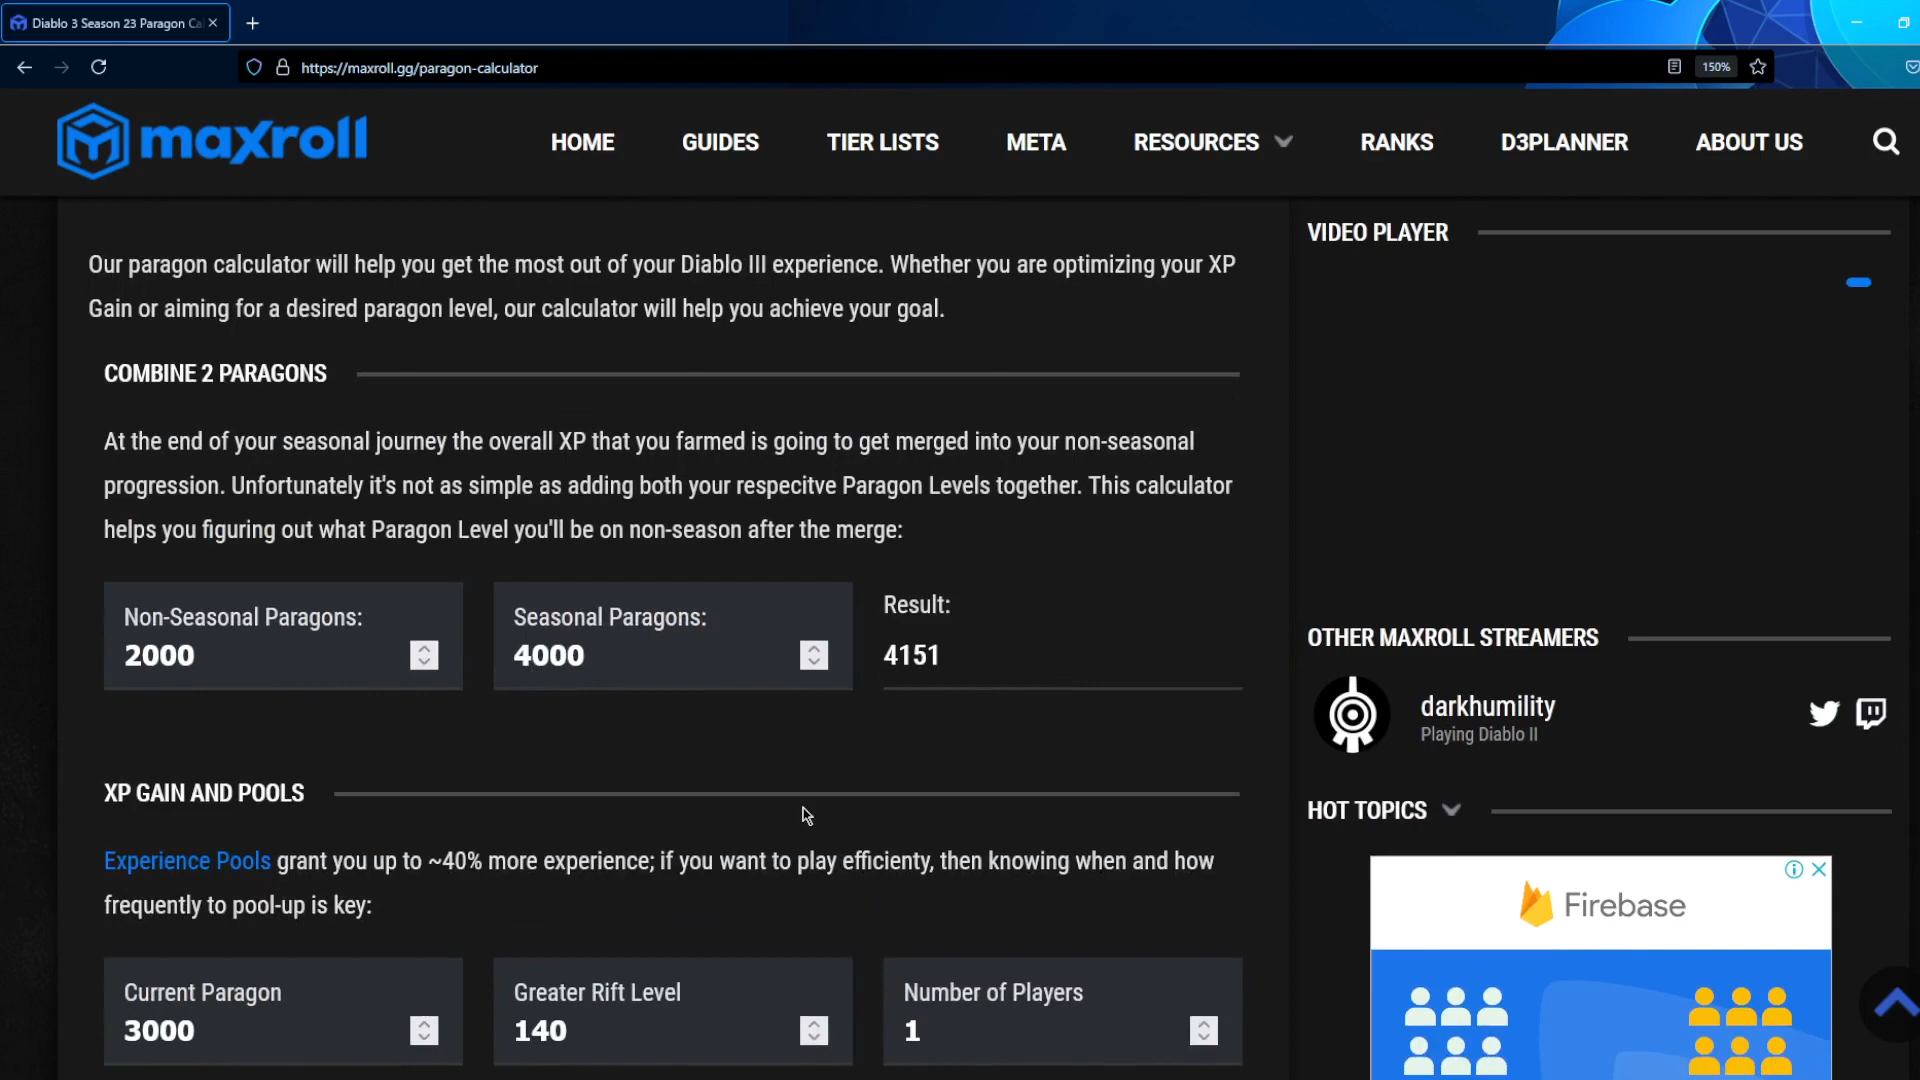 Diablo 3 Season 23 Paragon Ca
https://maxroll.gg/paragon-calculator
150%
maxroll
HOME
GUIDES
TIER LISTS
META
RESOURCES
RANKS
D3PLANNER
ABOUT US
Our paragon calculator will help you get the most out of your Diablo III experience. Whether you are optimizing your XP
Gain or aiming for a desired paragon level, our calculator will help you achieve your goal.
COMBINE 2 PARAGONS
At the end of your seasonal journey the overall XP that you farmed is going to get merged into your non-seasonal
progression. Unfortunately it's not as simple as adding both your respecitve Paragon Levels together. This calculator
helps you figuring out what Paragon Level you'll be on non-season after the merge:
Non-Seasonal Paragons:
2000
Seasonal Paragons:
4000
Result:
4151
XP GAIN AND POOLS
Experience Pools grant you up to ~40% more experience; if you want to play efficienty, then knowing when and how
frequently to pool-up is key:
Current Paragon
3000
Greater Rift Level
140
Number of Players
1
VIDEO PLAYER
OTHER MAXROLL STREAMERS
darkhumility
Playing Diablo II
HOT TOPICS
Firebase